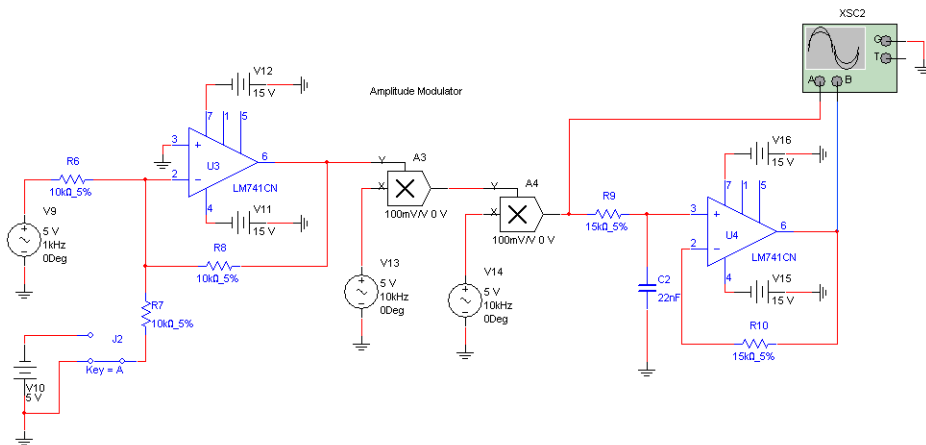 XSC2
G
T
A B
V12
15 V
Amplitude Modulator
7 1 5
3
2
6
4
+
−
U3
LM741CN
R6
10kΩ_5%
V9
5 V
1kHz
0Deg
V11
15 V
R8
10kΩ_5%
R7
10kΩ_5%
J2
Key = A
V10
5 V
A3
Y
X
100mV/V 0 V
V13
5 V
10kHz
0Deg
A4
Y
X
100mV/V 0 V
V14
5 V
10kHz
0Deg
R9
15kΩ_5%
C2
22nF
V16
15 V
7 1 5
3
2
6
4
+
−
U4
LM741CN
V15
15 V
R10
15kΩ_5%